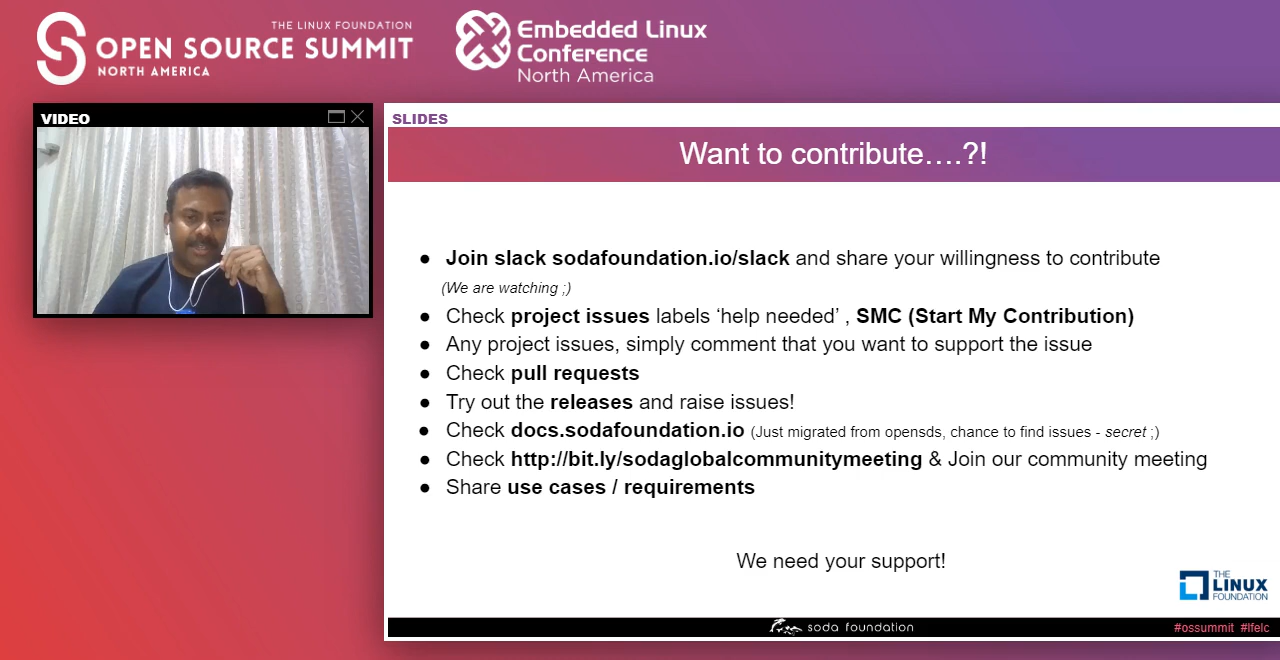 THE LINUX FOUNDATION
OPEN SOURCE SUMMIT
NORTH AMERICA
Embedded Linux
Conference
North America
VIDEO
SLIDES
Want to contribute….?!
● Join slack sodafoundation.io/slack and share your willingness to contribute
(We are watching ;)
● Check project issues labels ‘help needed’ , SMC (Start My Contribution)
● Any project issues, simply comment that you want to support the issue
● Check pull requests
● Try out the releases and raise issues!
● Check docs.sodafoundation.io (Just migrated from opensds, chance to find issues - secret ;)
● Check http://bit.ly/sodaglobalcommunitymeeting & Join our community meeting
● Share use cases / requirements
We need your support!
THE
LINUX
FOUNDATION
soda foundation
#ossummit #lfelc